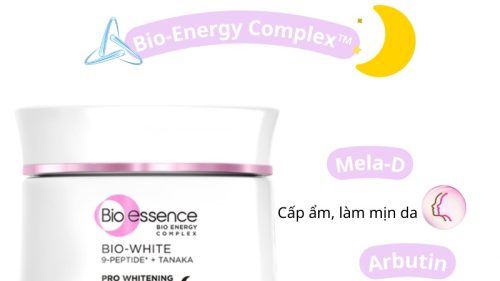 Bio-Energy Complex™
Mela-D
Cấp ẩm, làm mịn da
Arbutin
Bio essence
BIO ENERGY
COMPLEX
BIO-WHITE
9-PEPTIDE* + TANAKA
PRO WHITENING